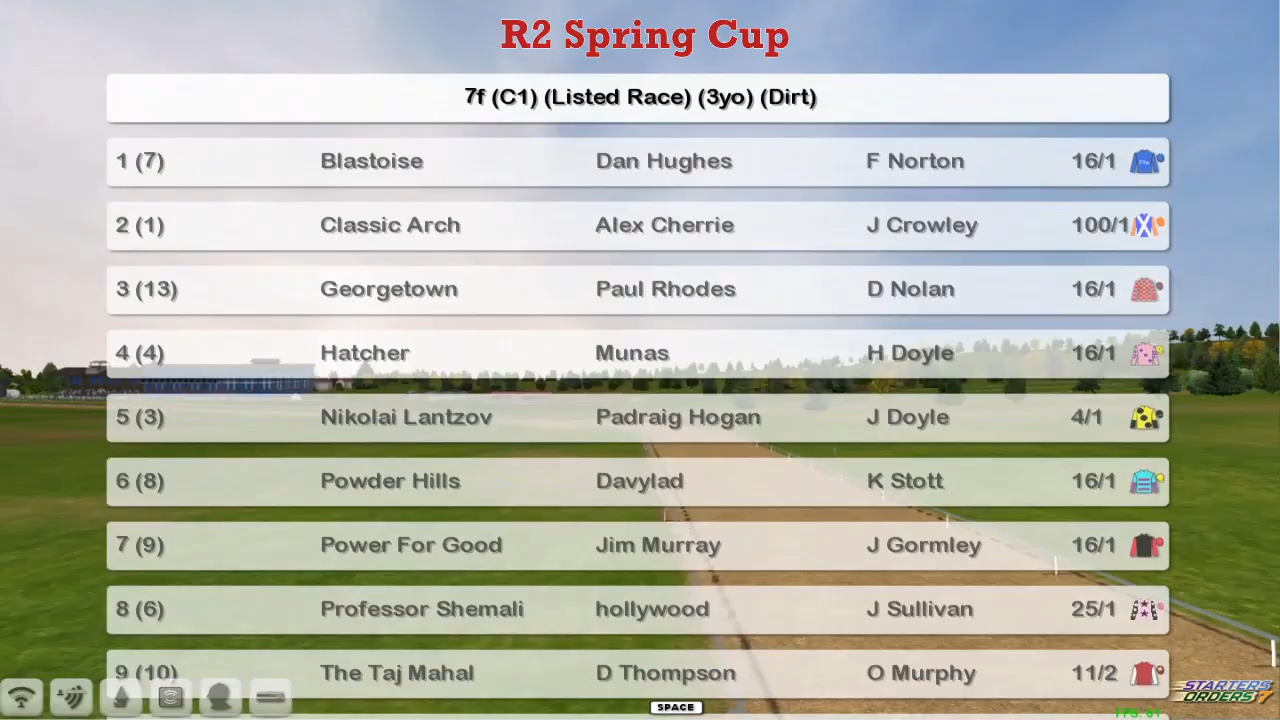 R2 Spring Cup
7f (C1) (Listed Race) (3yo) (Dirt)
1 (7) Blastoise Dan Hughes F Norton 16/1
2 (1) Classic Arch Alex Cherrie J Crowley 100/1
3 (13) Georgetown Paul Rhodes D Nolan 16/1
4 (4) Hatcher Munas H Doyle 16/1
5 (3) Nikolai Lantzov Padraig Hogan J Doyle 4/1
6 (8) Powder Hills Davylad K Stott 16/1
7 (9) Power For Good Jim Murray J Gormley 16/1
8 (6) Professor Shemali hollywood J Sullivan 25/1
9 (10) The Taj Mahal D Thompson O Murphy 11/2
STARTERS
ORDERS 7
SPACE
FPS: